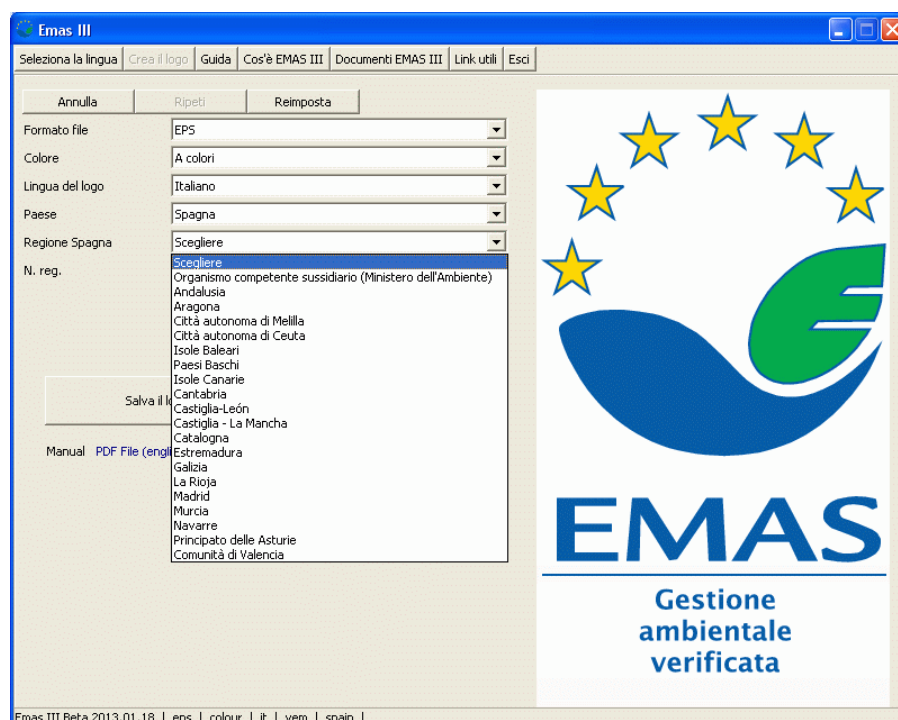 Emas III
Seleziona la lingua Crea il logo Guida Cos'è EMAS III Documenti EMAS III Link utili Esci
Annulla Ripeti Reimposta
Formato file EPS
Colore A colori
Lingua del logo Italiano
Paese Spagna
Regione Spagna Scegliere
N. reg.
Scegliere
Organismo competente sussidiario (Ministero dell'Ambiente)
Andalusia
Aragona
Città autonoma di Melilla
Città autonoma di Ceuta
Isole Baleari
Paesi Baschi
Isole Canarie
Cantabria
Castiglia-León
Castiglia - La Mancha
Catalogna
Estremadura
Galizia
La Rioja
Madrid
Murcia
Navarre
Principato delle Asturie
Comunità di Valencia
Salva il
Manual PDF File
EMAS
Gestione
ambientale
verificata
Emas III Beta 2013.01.18 | eps | colour | it | vem | spain |